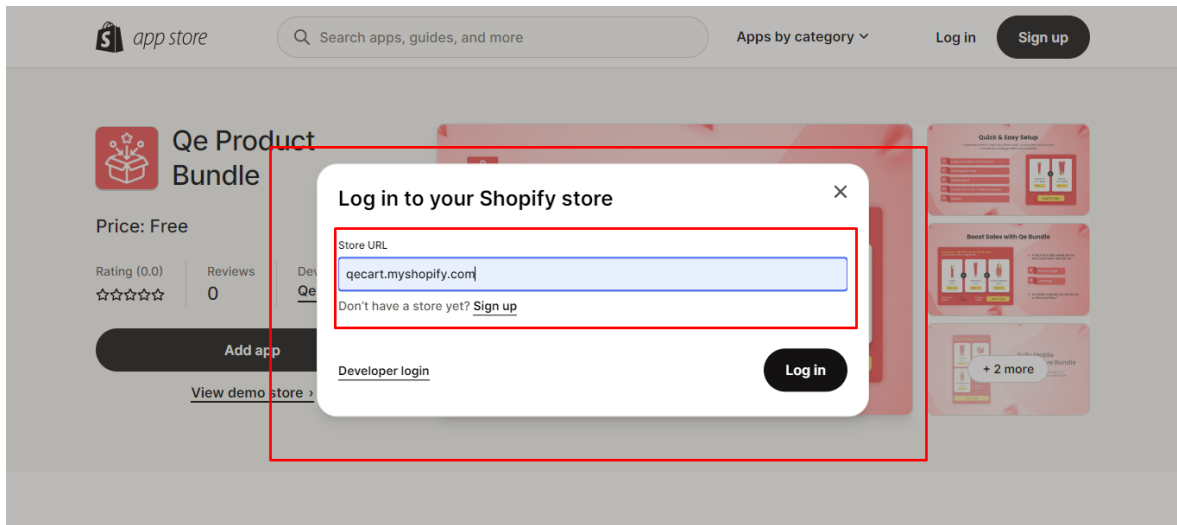 app store
Search apps, guides, and more
Apps by category
Log in
Sign up
Qe Product
Bundle
Price: Free
Rating (0.0)
Reviews
0
Add app
View demo store ›
Log in to your Shopify store
Store URL
qecart.myshopify.com
Don't have a store yet? Sign up
Developer login
Log in
Quick & Easy Setup
Boost Sales with Qe Bundle
+ 2 more